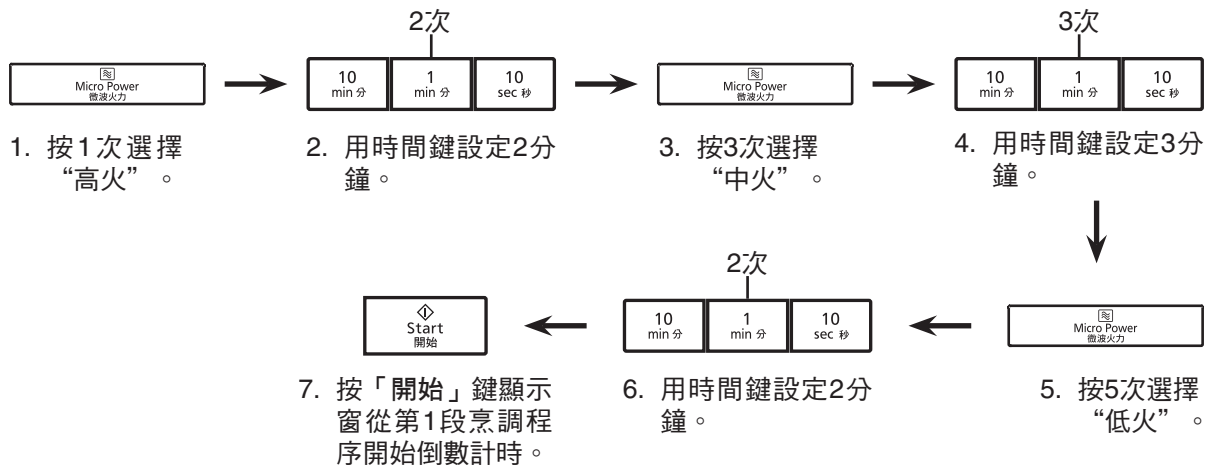 2次
3次
Micro Power
微波火力
10 min 分
1 min 分
10 sec 秒
Micro Power
微波火力
10 min 分
1 min 分
10 sec 秒
1. 按1次選擇
“高火”。
2. 用時間鍵設定2分
鐘。
3. 按3次選擇
“中火”。
4. 用時間鍵設定3分
鐘。
2次
Start
開始
10 min 分
1 min 分
10 sec 秒
Micro Power
微波火力
7. 按「開始」鍵顯示
窗從第1段烹調程
序開始倒數計時。
6. 用時間鍵設定2分
鐘。
5. 按5次選擇
“低火”。